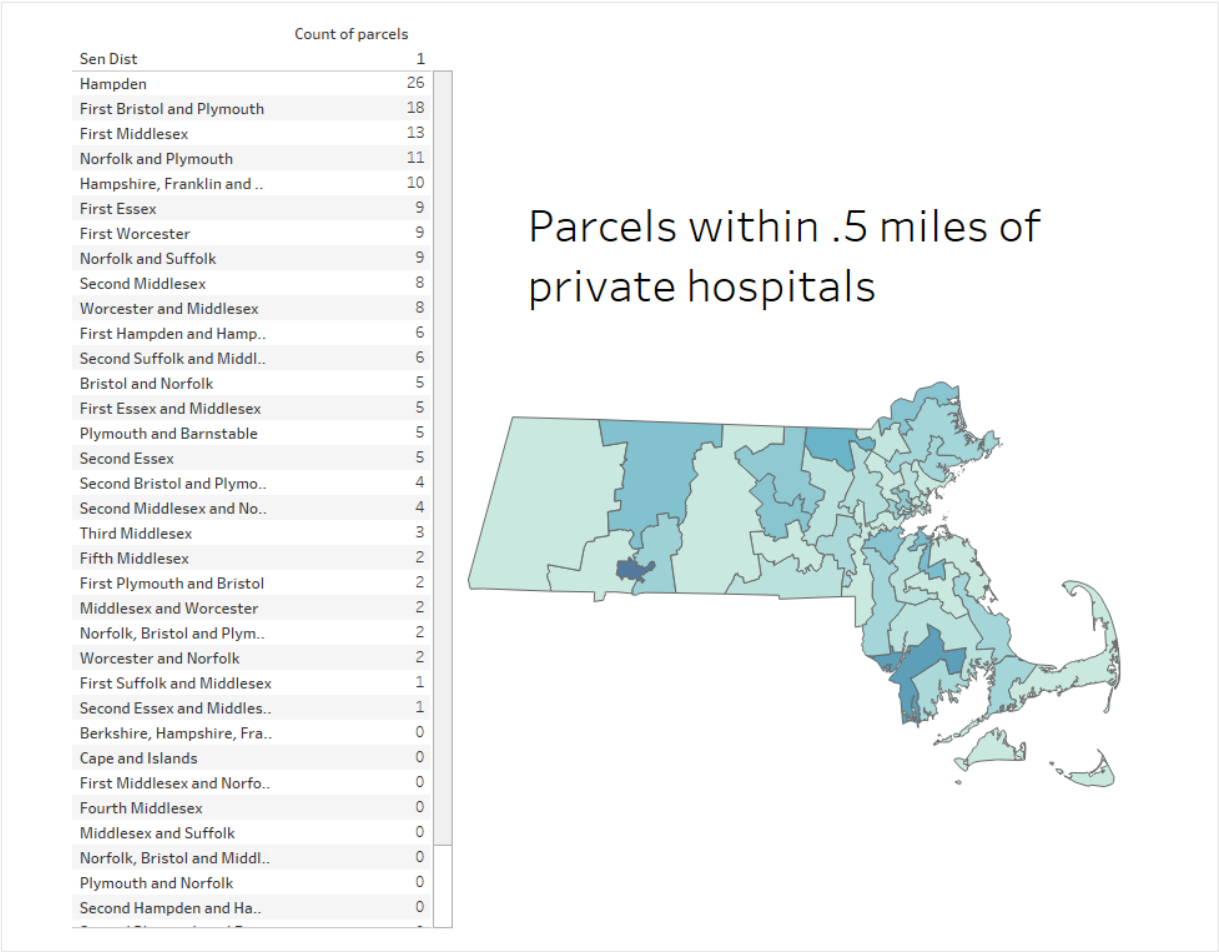 Count of parcels
Sen Dist 1
Hampden 26
First Bristol and Plymouth 18
First Middlesex 13
Norfolk and Plymouth 11
Hampshire, Franklin and .. 10
First Essex 9
First Worcester 9
Norfolk and Suffolk 9
Second Middlesex 8
Worcester and Middlesex 8
First Hampden and Hamp.. 6
Second Suffolk and Middl.. 6
Bristol and Norfolk 5
First Essex and Middlesex 5
Plymouth and Barnstable 5
Second Essex 5
Second Bristol and Plymo.. 4
Second Middlesex and No.. 4
Third Middlesex 3
Fifth Middlesex 2
First Plymouth and Bristol 2
Middlesex and Worcester 2
Norfolk, Bristol and Plym.. 2
Worcester and Norfolk 2
First Suffolk and Middlesex 1
Second Essex and Middles.. 1
Berkshire, Hampshire, Fra.. 0
Cape and Islands 0
First Middlesex and Norfo.. 0
Fourth Middlesex 0
Middlesex and Suffolk 0
Norfolk, Bristol and Middl.. 0
Plymouth and Norfolk 0
Second Hampden and Ha.. 0
Parcels within .5 miles of
private hospitals